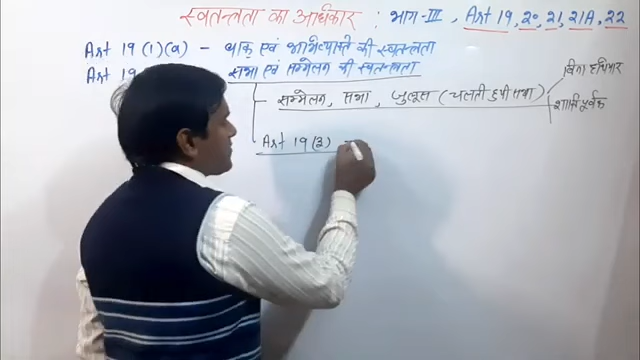 स्वतन्त्रता का अधिकार : भाग-III, Art 19, 20, 21, 21A, 22
Art 19(1)(a) - वाक् एवं अभिव्यक्ति की स्वतन्त्रता
Art 19 सभा एवं सम्मेलन की स्वतन्त्रता
बिना हथियार
सम्मेलन, सभा, जुलूस (चलती हुयी सभा)
शान्तिपूर्वक
Art 19(3) -